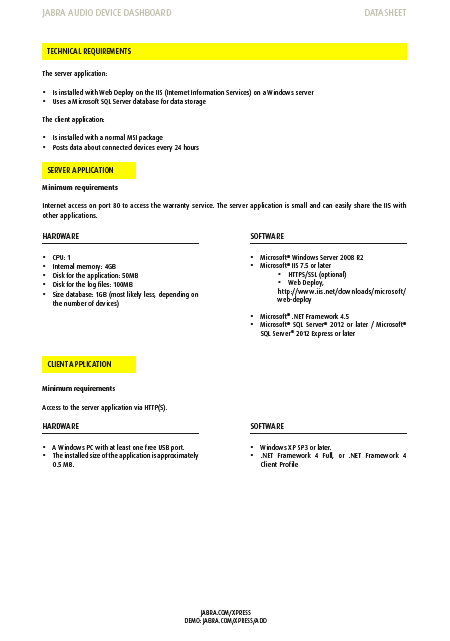 JABRA AUDIO DEVICE DASHBOARD
DATASHEET
TECHNICAL REQUIREMENTS
The server application:
• Is installed with Web Deploy on the IIS (Internet Information Services) on a Windows server
• Uses a Microsoft SQL Server database for data storage
The client application:
• Is installed with a normal MSI package
• Posts data about connected devices every 24 hours
SERVER APPLICATION
Minimum requirements
Internet access on port 80 to access the warranty service. The server application is small and can easily share the IIS with
other applications.
HARDWARE
• CPU: 1
• Internal memory: 4GB
• Disk for the application: 50MB
• Disk for the log files: 100MB
• Size database: 1GB (most likely less, depending on
the number of devices)
SOFTWARE
• Microsoft® Windows Server 2008 R2
• Microsoft® IIS 7.5 or later
• HTTPS/SSL (optional)
• Web Deploy,
http://www.iis.net/downloads/microsoft/
web-deploy
• Microsoft® .NET Framework 4.5
• Microsoft® SQL Server® 2012 or later / Microsoft®
SQL Server® 2012 Express or later
CLIENT APPLICATION
Minimum requirements
Access to the server application via HTTP(S).
HARDWARE
• A Windows PC with at least one free USB port.
• The installed size of the application is approximately
0.5 MB.
SOFTWARE
• Windows XP SP3 or later.
• .NET Framework 4 Full, or .NET Framework 4
Client Profile
JABRA.COM/XPRESS
DEMO: JABRA.COM/XPRESS/ADD